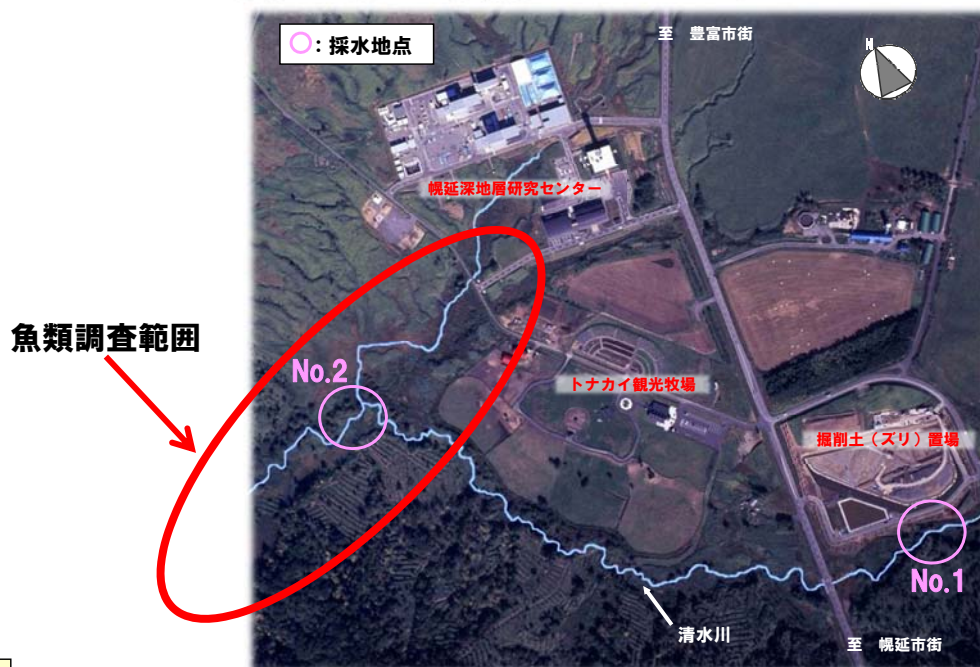 ○：採水地点
至 豊富市街
N
幌延深地層研究センター
魚類調査範囲
No.2
トナカイ観光牧場
掘削土（ズリ）置場
No.1
清水川
至 幌延市街